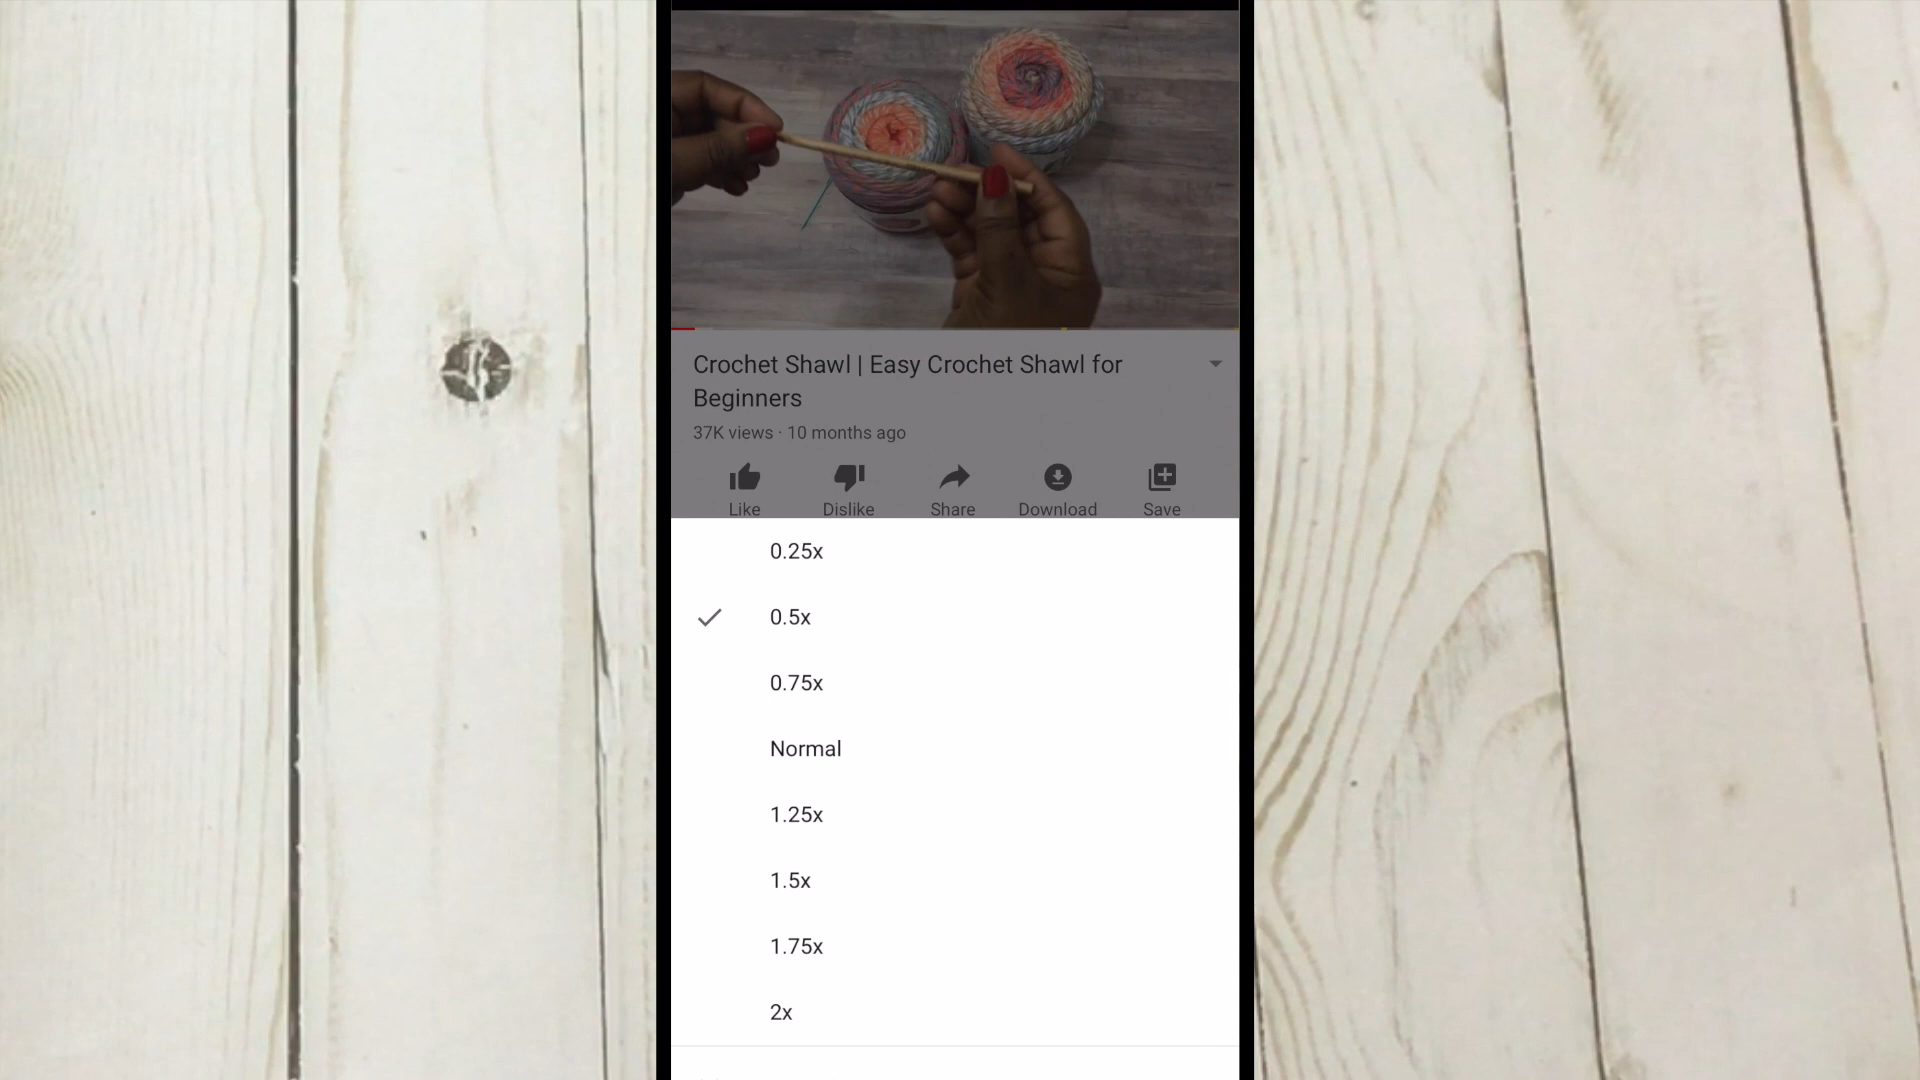 Crochet Shawl | Easy Crochet Shawl for
Beginners
37K views · 10 months ago
Like
Dislike
Share
Download
Save
0.25x
0.5x
0.75x
Normal
1.25x
1.5x
1.75x
2x